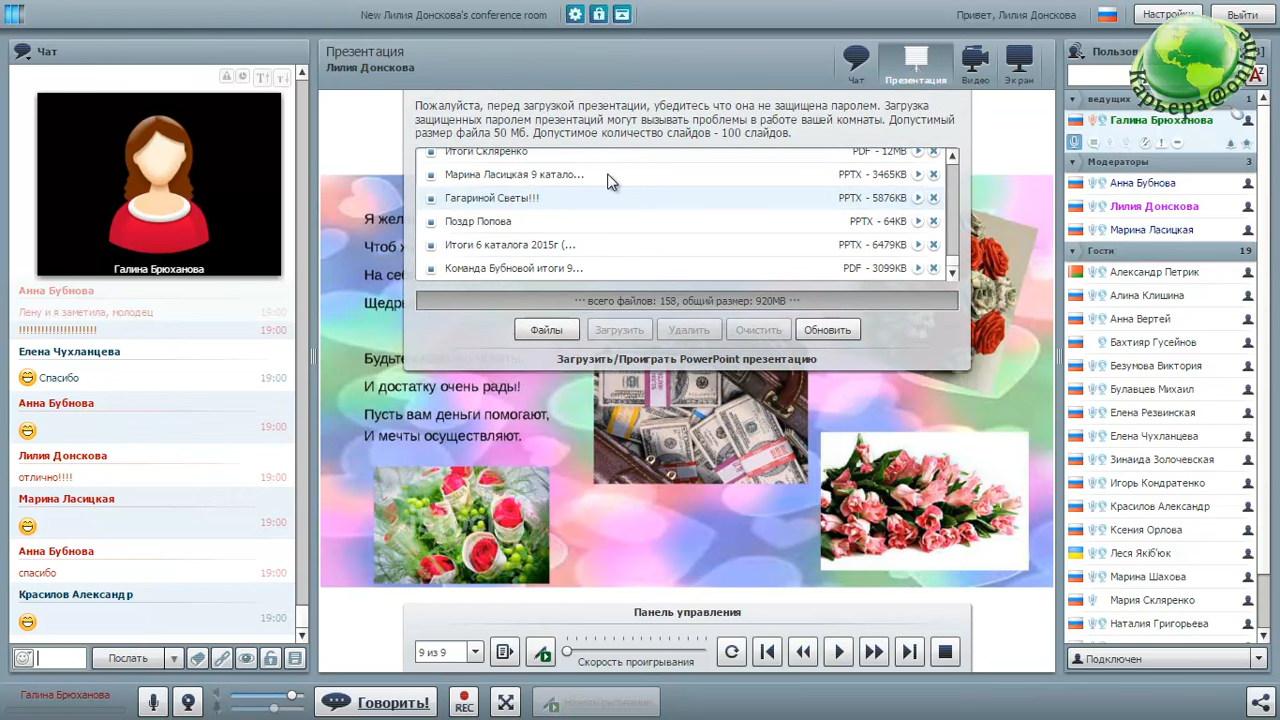 New Лилия Донскова's conference room
Привет, Лилия Донскова
Настройки
Выйти
Чат
Галина Брюханова
Анна Бубнова
Лену и я заметила, молодец 19:00
!!!!!!!!!!!!!!!!!!!!! 19:00
Елена Чухланцева
Спасибо 19:00
Анна Бубнова
19:00
Лилия Донскова
отлично!!!! 19:00
Марина Ласицкая
19:00
Анна Бубнова
спасибо 19:00
Красилов Александр
19:00
Послать
Презентация
Лилия Донскова
Чат
Презентация
Видео
Экран
Пожалуйста, перед загрузкой презентации, убедитесь что она не защищена паролем. Загрузка
защищенных паролем презентаций могут вызывать проблемы в работе вашей комнаты. Допустимый
размер файла 50 Мб. Допустимое количество слайдов - 100 слайдов.
Итоги Скляренко PDF - 12MB
Марина Ласицкая 9 катало... PPTX - 3465KB
Гагариной Светы!!! PPTX - 5876KB
Поздр Попова PPTX - 64KB
Итоги 6 каталога 2015г (... PPTX - 6479KB
Команда Бубновой итоги 9... PDF - 3099KB
··· всего файлов: 158, общий размер: 920MB ···
Файлы
Загрузить
Удалить
Очистить
Обновить
Загрузить/Проиграть PowerPoint презентацию
Я
Чтоб
На
Будьте
И достатку очень рады!
Пусть вам деньги помогают,
И мечты осуществляют.
Панель управления
9 из 9
Скорость проигрывания
карьера@online
ведущих 1
Галина Брюханова
Модераторы 3
Анна Бубнова
Лилия Донскова
Марина Ласицкая
Гости 19
Александр Петрик
Алина Клишина
Анна Вертей
Бахтияр Гусейнов
Безумова Виктория
Булавцев Михаил
Елена Резвинская
Елена Чухланцева
Зинаида Золочевская
Игорь Кондратенко
Красилов Александр
Ксения Орлова
Леся Якіб'юк
Марина Шахова
Мария Скляренко
Наталия Григорьева
Подключен
Галина Брюханова
Говорить!
REC